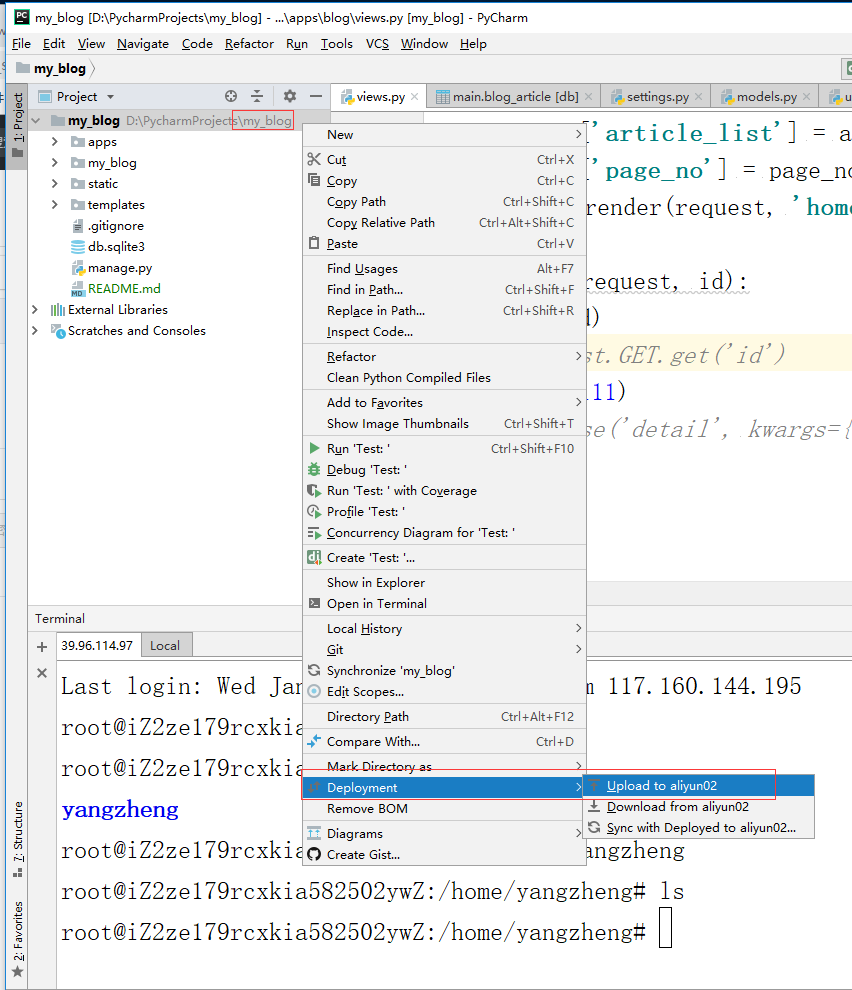 my_blog [D:\PycharmProjects\my_blog] - ...\apps\blog\views.py [my_blog] - PyCharm
File Edit View Navigate Code Refactor Run Tools VCS Window Help
my_blog
Project
views.py
main.blog_article [db]
settings.py
models.py
1: Project
my_blog D:\PycharmProjects\my_blog
apps
my_blog
static
templates
.gitignore
db.sqlite3
manage.py
README.md
External Libraries
Scratches and Consoles
['article_list'] = a
['page_no'] = page_no
render(request, 'home
request, id):
)
st.GET.get('id')
11)
se('detail', kwargs={
New
Cut Ctrl+X
Copy Ctrl+C
Copy Path Ctrl+Shift+C
Copy Relative Path Ctrl+Alt+Shift+C
Paste Ctrl+V
Find Usages Alt+F7
Find in Path... Ctrl+Shift+F
Replace in Path... Ctrl+Shift+R
Inspect Code...
Refactor
Clean Python Compiled Files
Add to Favorites
Show Image Thumbnails Ctrl+Shift+T
Run 'Test: ' Ctrl+Shift+F10
Debug 'Test: '
Run 'Test: ' with Coverage
Profile 'Test: '
Concurrency Diagram for 'Test: '
Create 'Test: '...
Show in Explorer
Open in Terminal
Local History
Git
Synchronize 'my_blog'
Edit Scopes...
Directory Path Ctrl+Alt+F12
Compare With... Ctrl+D
Mark Directory as
Deployment
Remove BOM
Diagrams
Create Gist...
Upload to aliyun02
Download from aliyun02
Sync with Deployed to aliyun02...
Terminal
39.96.114.97 Local
Last login: Wed Jan
m 117.160.144.195
root@iZ2ze179rcxkia
root@iZ2ze179rcxkia
yangzheng
root@iZ2ze179rcxkia
angzheng
root@iZ2ze179rcxkia582502ywZ:/home/yangzheng# ls
root@iZ2ze179rcxkia582502ywZ:/home/yangzheng#
7: Structure
2: Favorites